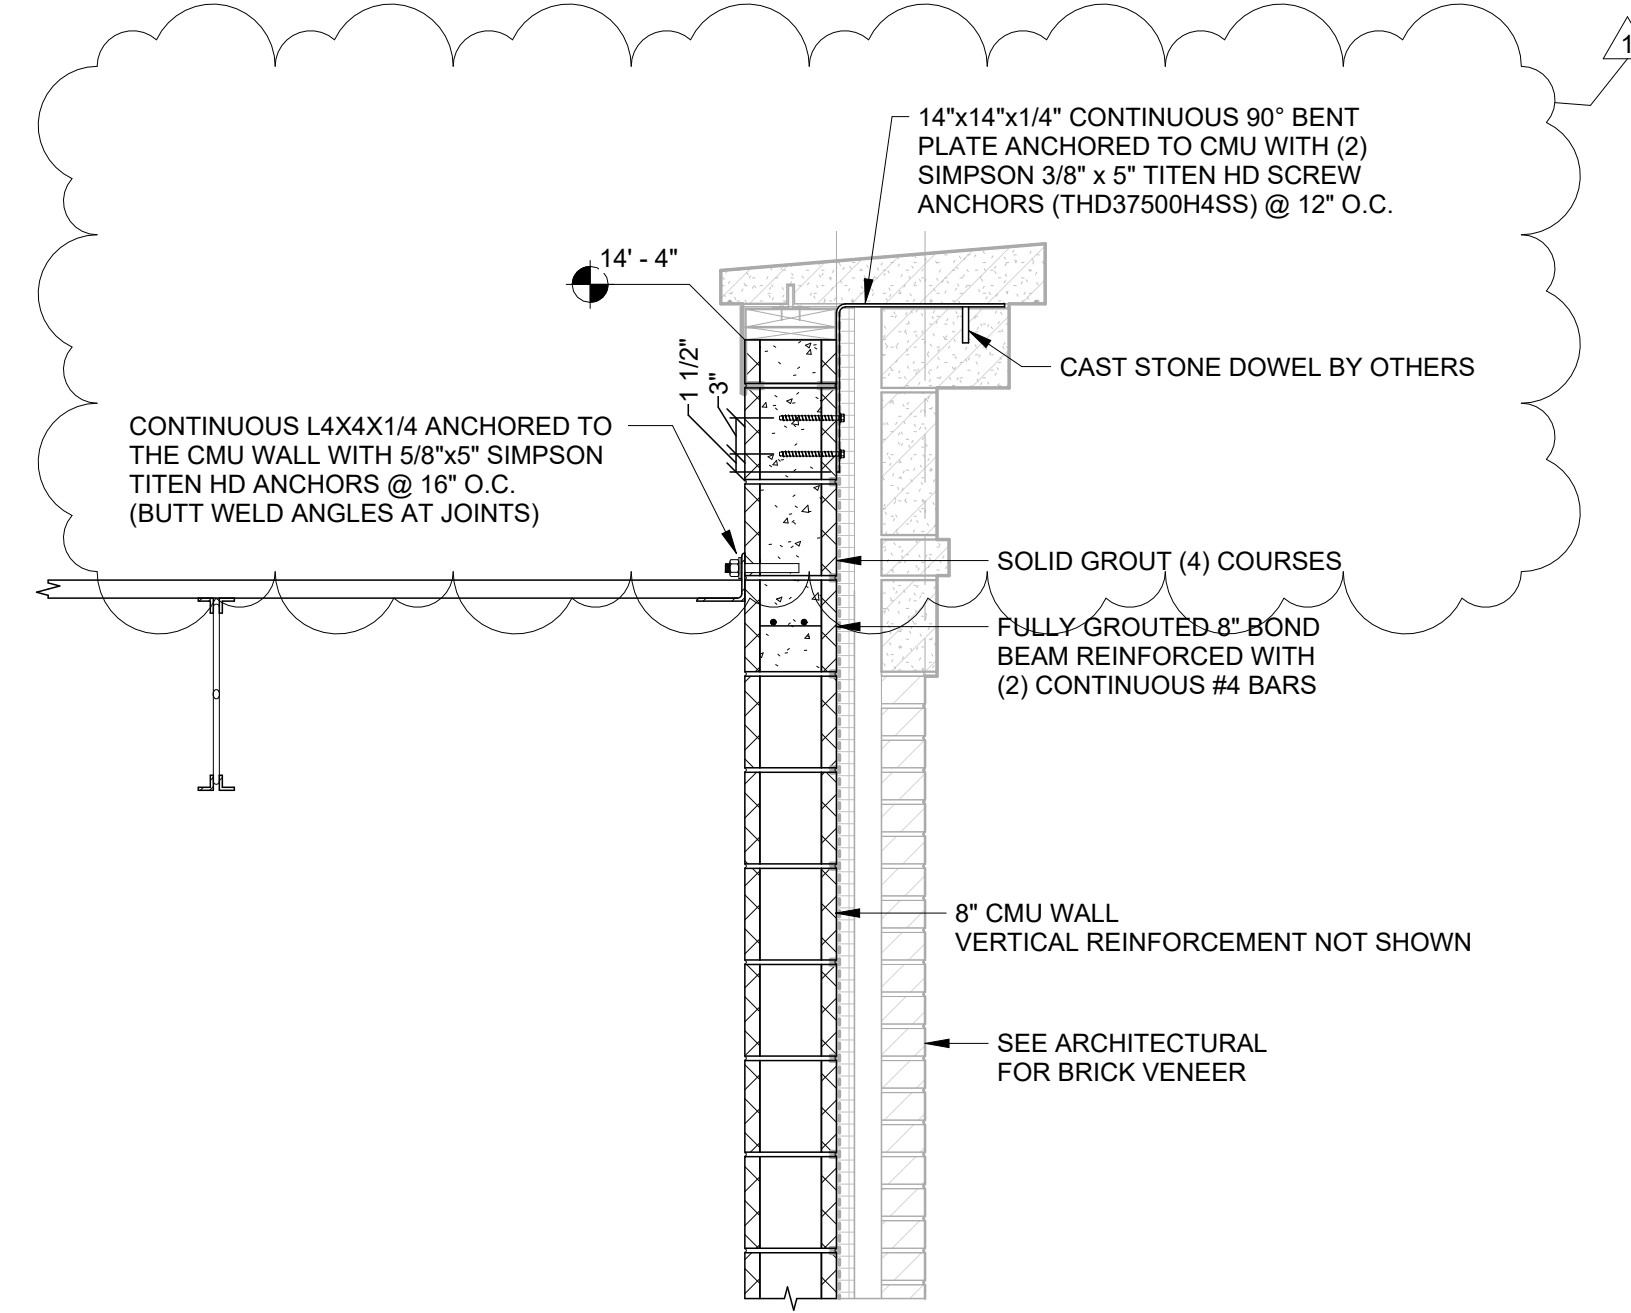 1
14"x14"x1/4" CONTINUOUS 90° BENT
PLATE ANCHORED TO CMU WITH (2)
SIMPSON 3/8" x 5" TITEN HD SCREW
ANCHORS (THD37500H4SS) @ 12" O.C.
14' - 4"
1 1/2"
3"
CAST STONE DOWEL BY OTHERS
CONTINUOUS L4X4X1/4 ANCHORED TO
THE CMU WALL WITH 5/8"x5" SIMPSON
TITEN HD ANCHORS @ 16" O.C.
(BUTT WELD ANGLES AT JOINTS)
SOLID GROUT (4) COURSES
FULLY GROUTED 8" BOND
BEAM REINFORCED WITH
(2) CONTINUOUS #4 BARS
8" CMU WALL
VERTICAL REINFORCEMENT NOT SHOWN
SEE ARCHITECTURAL
FOR BRICK VENEER